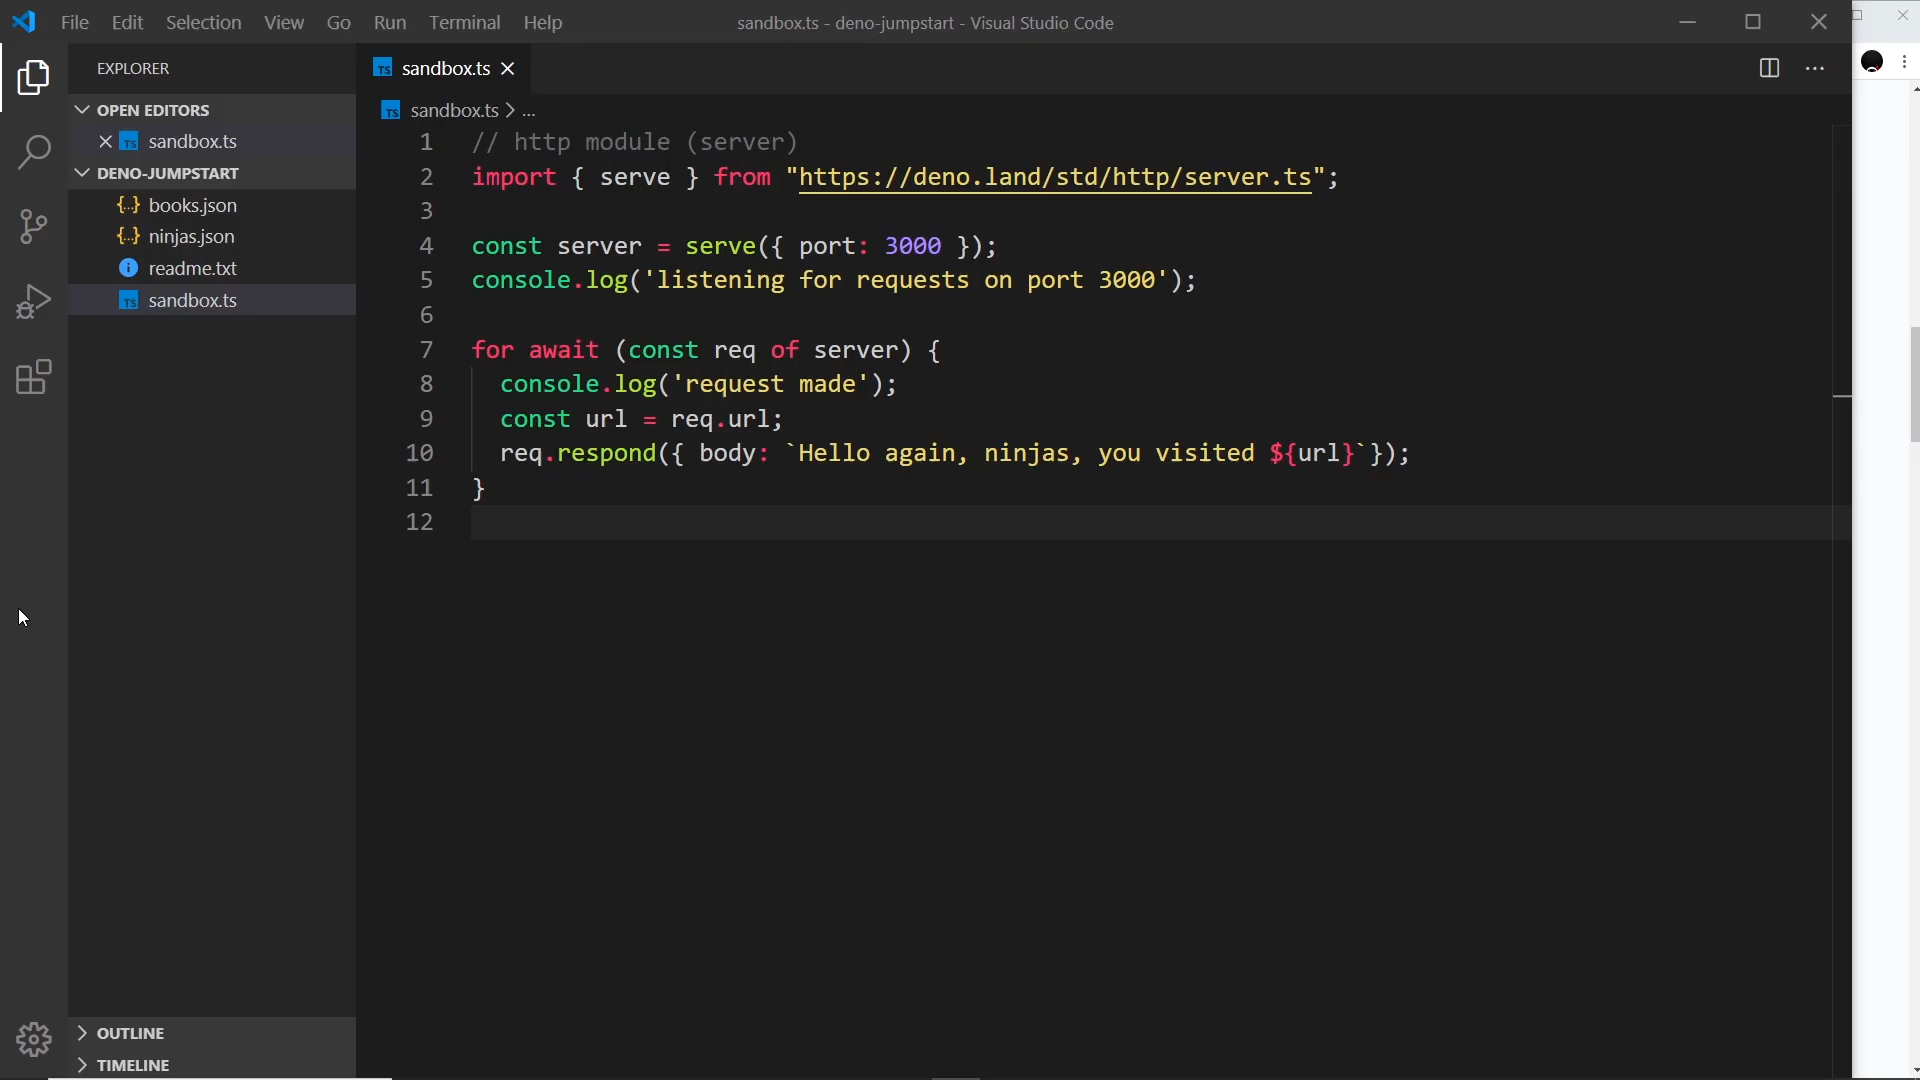 File Edit Selection View Go Run Terminal Help
sandbox.ts - deno-jumpstart - Visual Studio Code
EXPLORER
OPEN EDITORS
TS sandbox.ts
DENO-JUMPSTART
{..} books.json
{..} ninjas.json
readme.txt
TS sandbox.ts
OUTLINE
TIMELINE
TS sandbox.ts
TS sandbox.ts > ...
1 // http module (server)
2 import { serve } from "https://deno.land/std/http/server.ts";
3
4 const server = serve({ port: 3000 });
5 console.log('listening for requests on port 3000');
6
7 for await (const req of server) {
8 console.log('request made');
9 const url = req.url;
10 req.respond({ body: `Hello again, ninjas, you visited ${url}`});
11 }
12